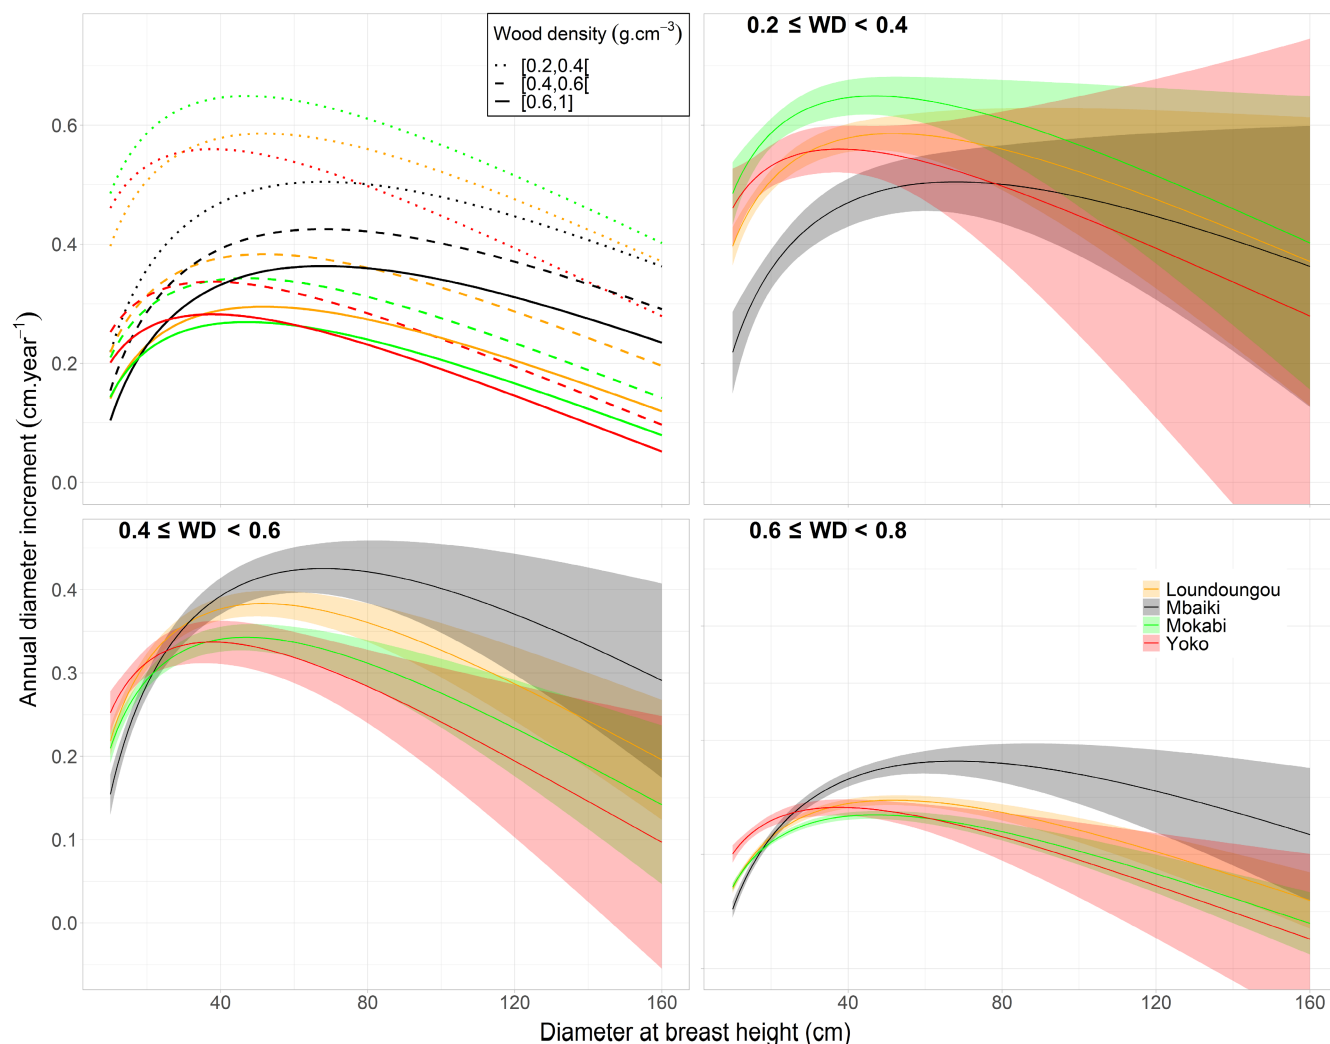 Wood density (g.cm−3)
[0.2,0.4[
[0.4,0.6[
[0.6,1]
0.2 ≤ WD < 0.4
0.6
0.4
0.2
0.0
Annual diameter increment (cm.year−1)
0.4 ≤ WD < 0.6
0.6 ≤ WD < 0.8
0.4
0.3
0.2
0.1
0.0
Loundoungou
Mbaiki
Mokabi
Yoko
40 80 120 160 40 80 120 160
Diameter at breast height (cm)